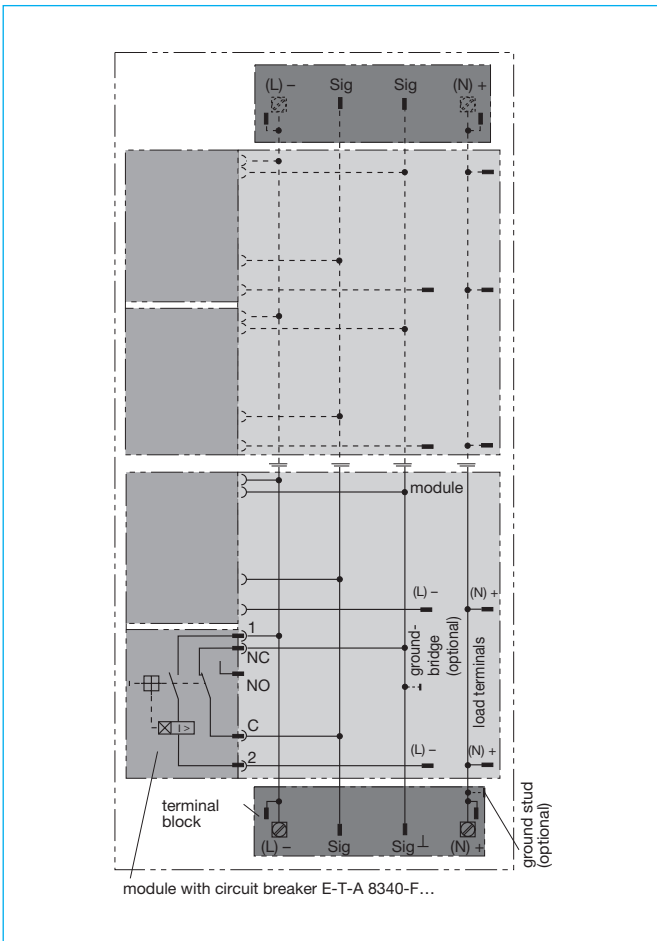 (L) – Sig Sig (N) +
module
(L) – (N) +
1
NC
NO
ground-
bridge
(optional)
load terminals
C
2
(L) – (N) +
terminal
block
(L) – Sig Sig ⊥ (N) +
ground stud
(optional)
I >
module with circuit breaker E-T-A 8340-F...